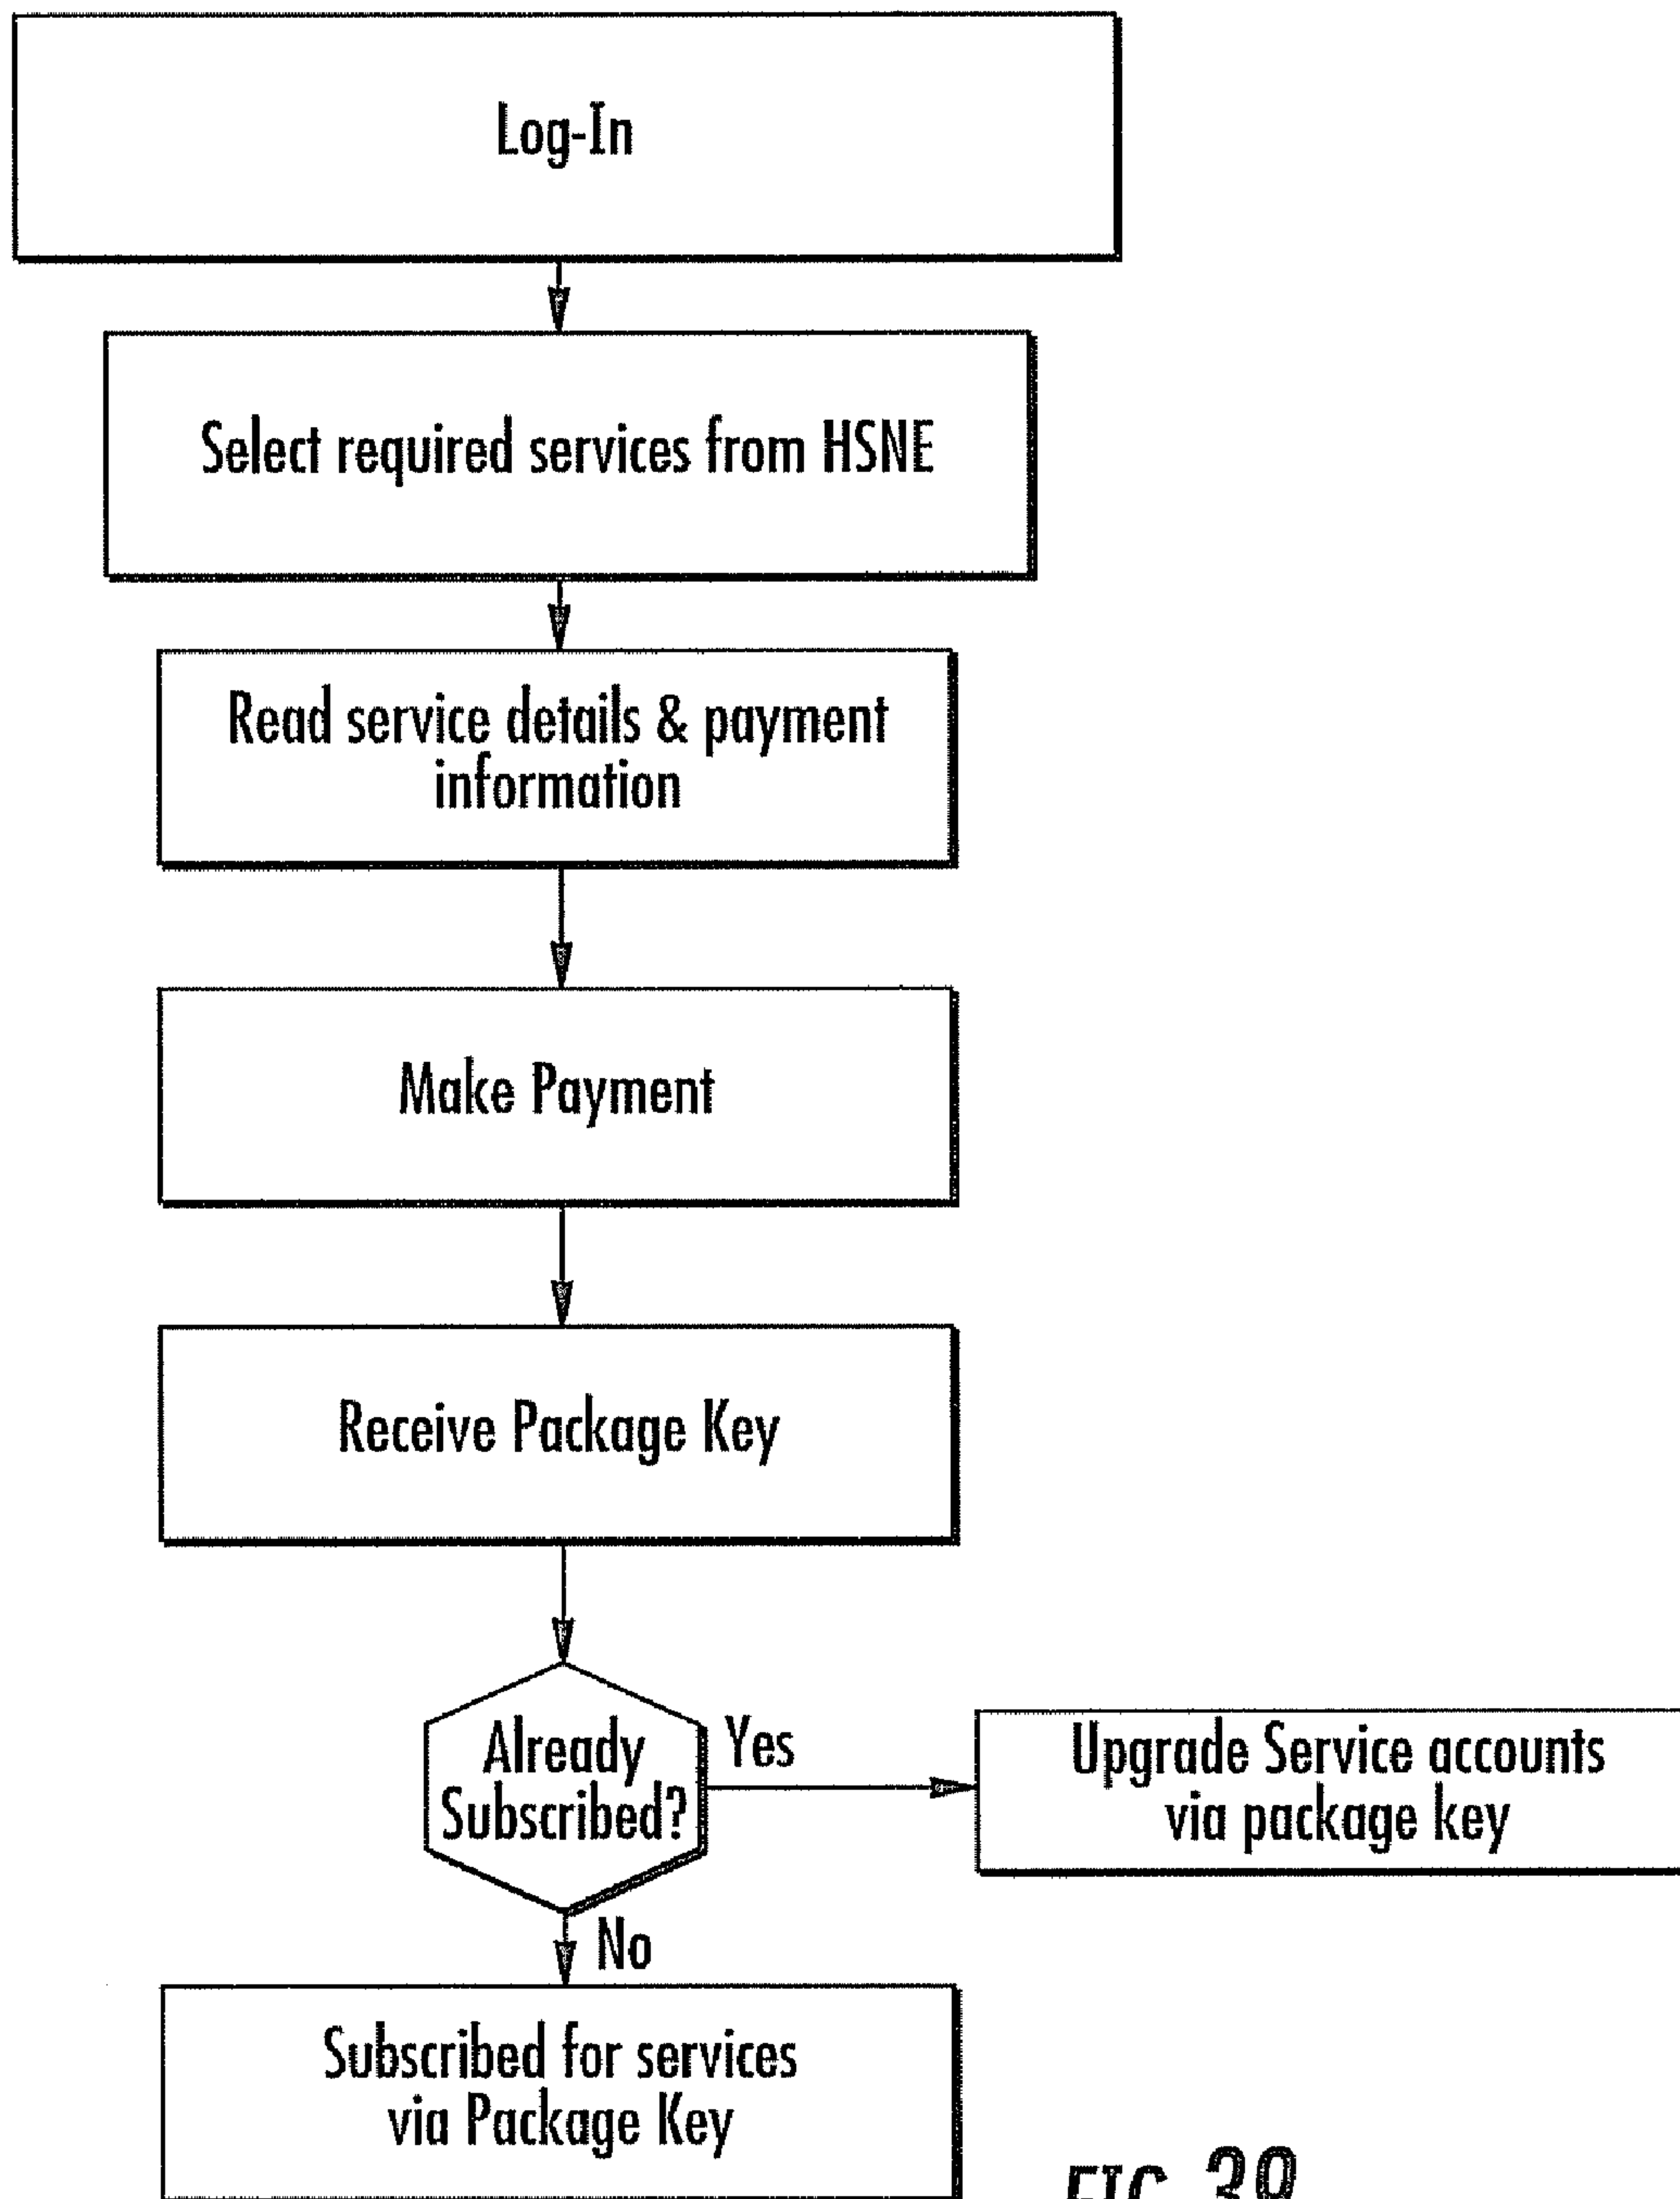 Log-In
Select required services from HSNE
Read service details & payment
information
Make Payment
Receive Package Key
Already
Subscribed?
Yes
Upgrade Service accounts
via package key
No
Subscribed for services
via Package Key
FIG.